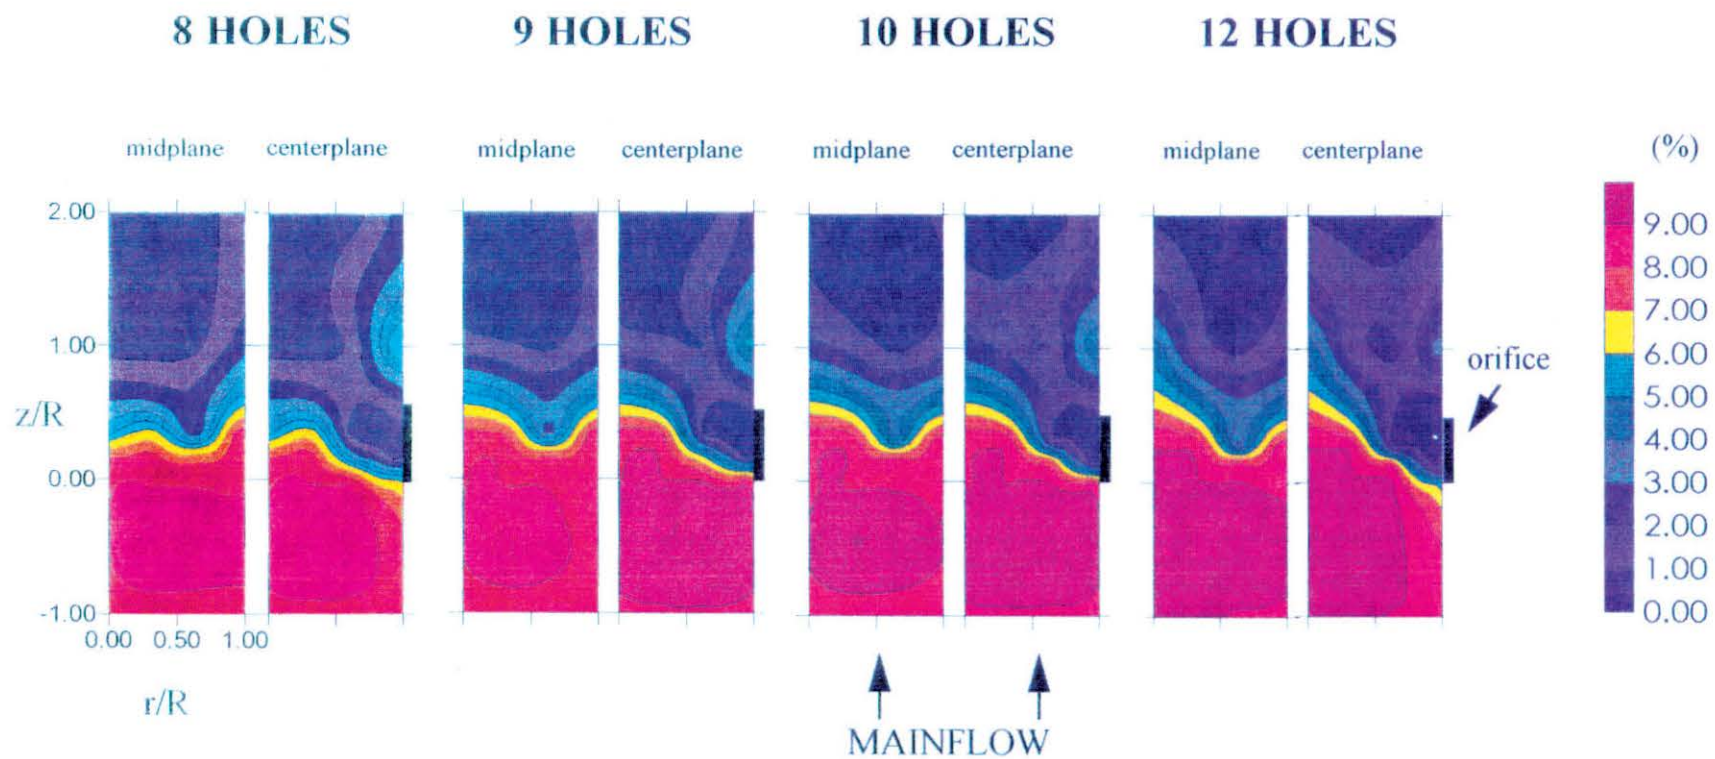 8 HOLES 9 HOLES 10 HOLES 12 HOLES
midplane centerplane midplane centerplane midplane centerplane midplane centerplane (%)
2.00
1.00
0.00
-1.00
z/R
0.00 0.50 1.00
r/R
orifice
MAINFLOW
9.00
8.00
7.00
6.00
5.00
4.00
3.00
2.00
1.00
0.00